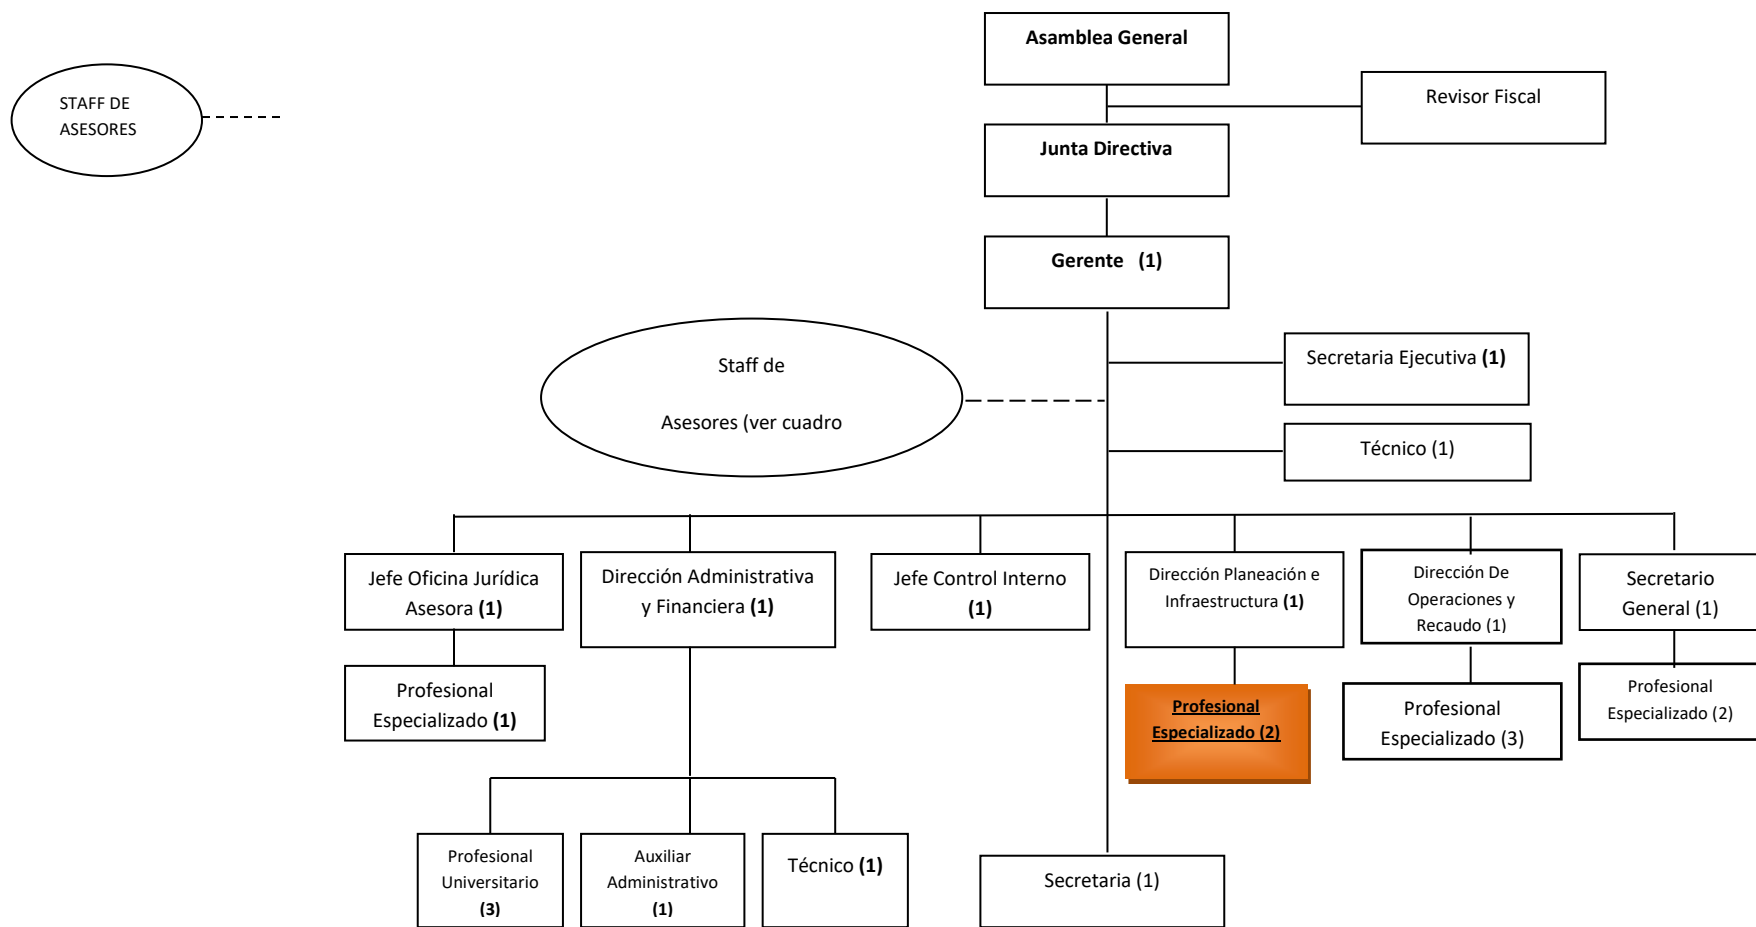 Asamblea General
STAFF DE
ASESORES
Revisor Fiscal
Junta Directiva
Gerente (1)
Staff de
Asesores (ver cuadro
Secretaria Ejecutiva (1)
Técnico (1)
Jefe Oficina Jurídica
Asesora (1)
Dirección Administrativa
y Financiera (1)
Jefe Control Interno
(1)
Dirección Planeación e
Infraestructura (1)
Dirección De
Operaciones y
Recaudo (1)
Secretario
General (1)
Profesional
Especializado (1)
Profesional
Especializado (2)
Profesional
Especializado (3)
Profesional
Especializado (2)
Profesional
Universitario
(3)
Auxiliar
Administrativo
(1)
Técnico (1)
Secretaria (1)